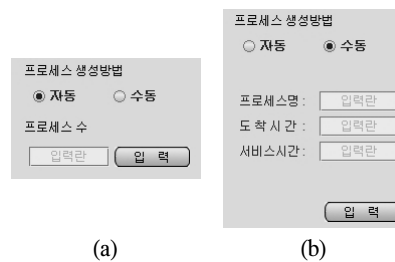 프로세스 생성방법
자동 수동
프로세스 수
입력란 입 력
(a)
프로세스 생성방법
자동 수동
프로세스명 : 입력란
도 착 시 간 : 입력란
서비스시간 : 입력란
입 력
(b)